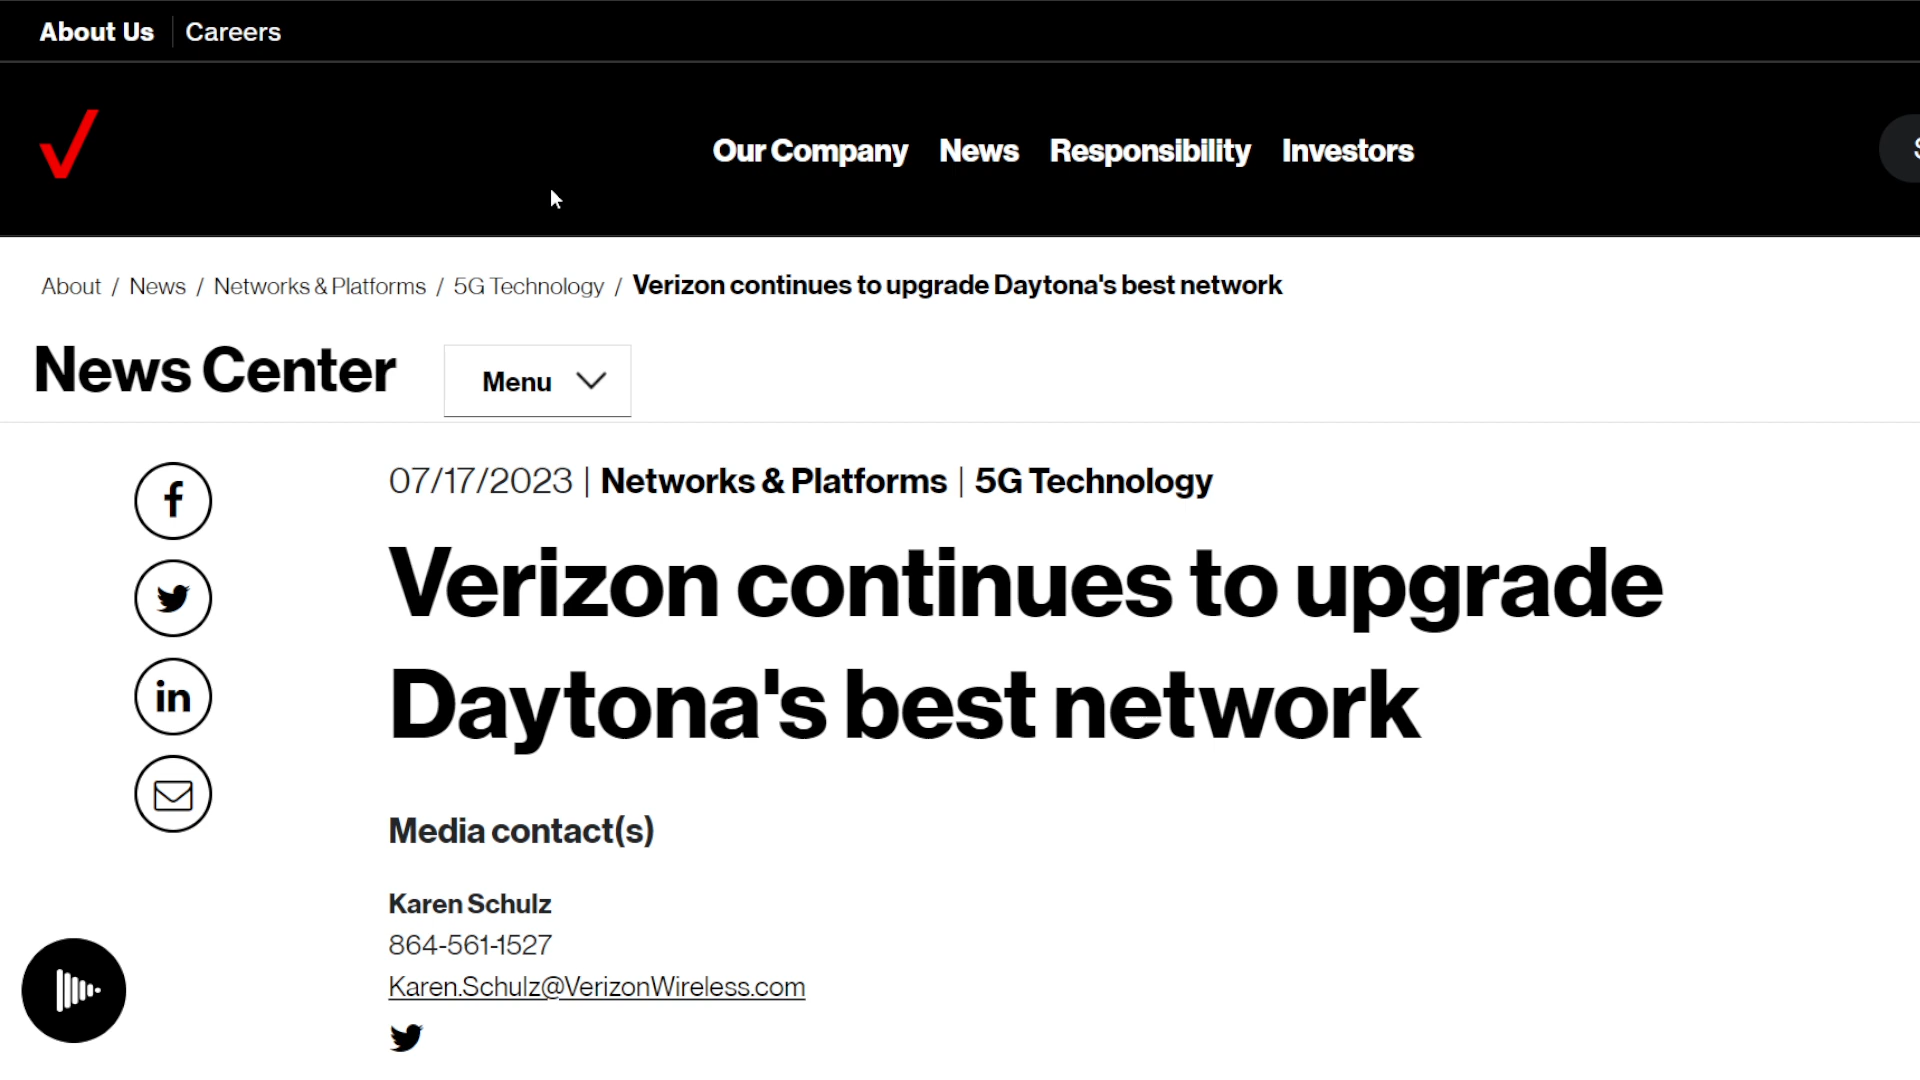 About Us Careers
Our Company News Responsibility Investors
About / News / Networks & Platforms / 5G Technology / Verizon continues to upgrade Daytona's best network
News Center Menu
07/17/2023 | Networks & Platforms | 5G Technology
Verizon continues to upgrade
Daytona's best network
Media contact(s)
Karen Schulz
864-561-1527
Karen.Schulz@VerizonWireless.com